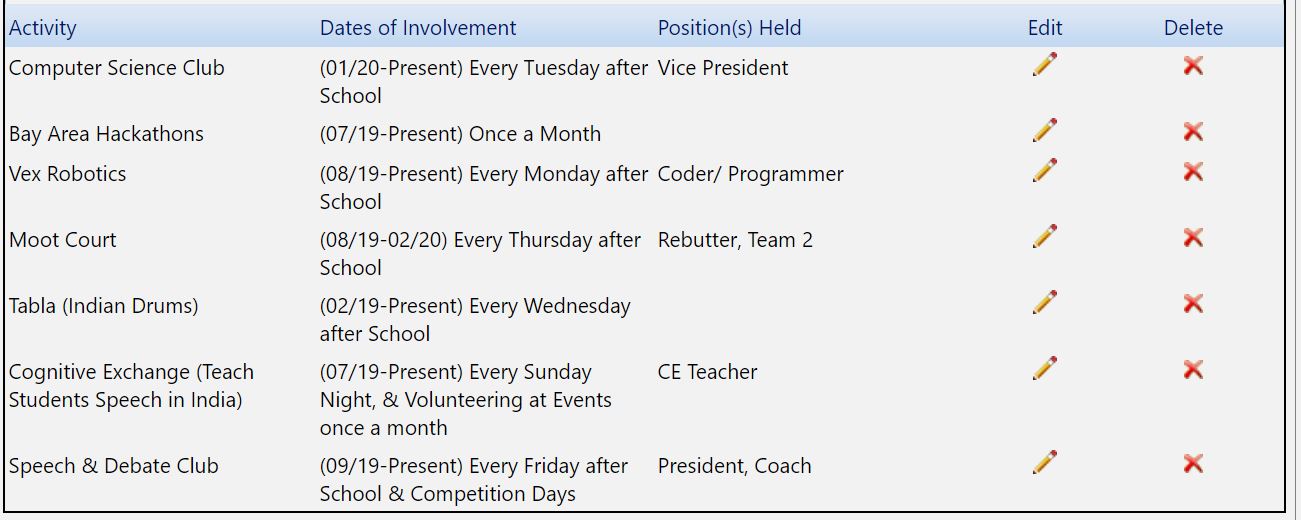 Activity Dates of Involvement Position(s) Held Edit Delete
Computer Science Club (01/20-Present) Every Tuesday after Vice President
School
Bay Area Hackathons (07/19-Present) Once a Month
Vex Robotics (08/19-Present) Every Monday after Coder/ Programmer
School
Moot Court (08/19-02/20) Every Thursday after Rebutter, Team 2
School
Tabla (Indian Drums) (02/19-Present) Every Wednesday
after School
Cognitive Exchange (Teach (07/19-Present) Every Sunday CE Teacher
Students Speech in India) Night, & Volunteering at Events
once a month
Speech & Debate Club (09/19-Present) Every Friday after President, Coach
School & Competition Days